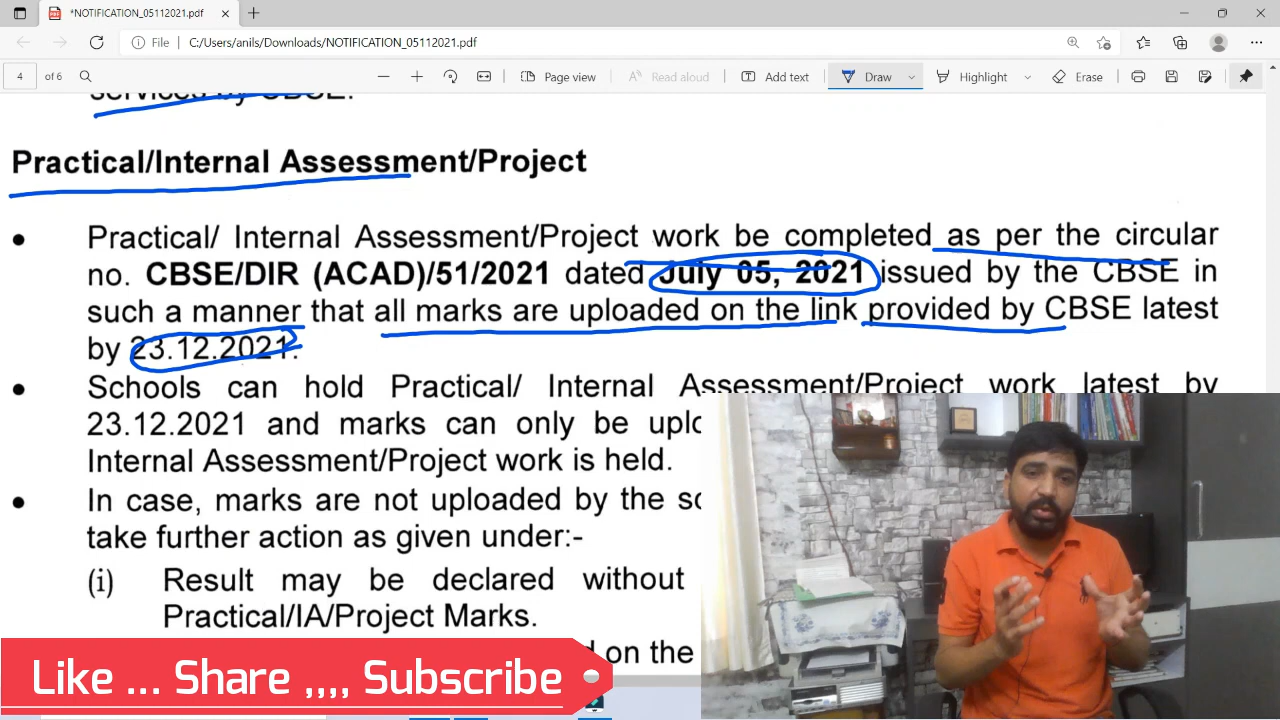 *NOTIFICATION_05112021.pdf
File C:/Users/anils/Downloads/NOTIFICATION_05112021.pdf
4 of 6 Page view Read aloud Add text Draw Highlight Erase
services by CBSE.
Practical/Internal Assessment/Project
• Practical/ Internal Assessment/Project work be completed as per the circular
no. CBSE/DIR (ACAD)/51/2021 dated July 05, 2021 issued by the CBSE in
such a manner that all marks are uploaded on the link provided by CBSE latest
by 23.12.2021.
• Schools can hold Practical/ Internal Assessment/Project work latest by
23.12.2021 and marks can only be
Internal Assessment/Project work is held.
• In case, marks are not uploaded by the
take further action as given under:-
(i) Result may be declared without
Practical/IA/Project Marks.
on the
Like ... Share ,,,, Subscribe